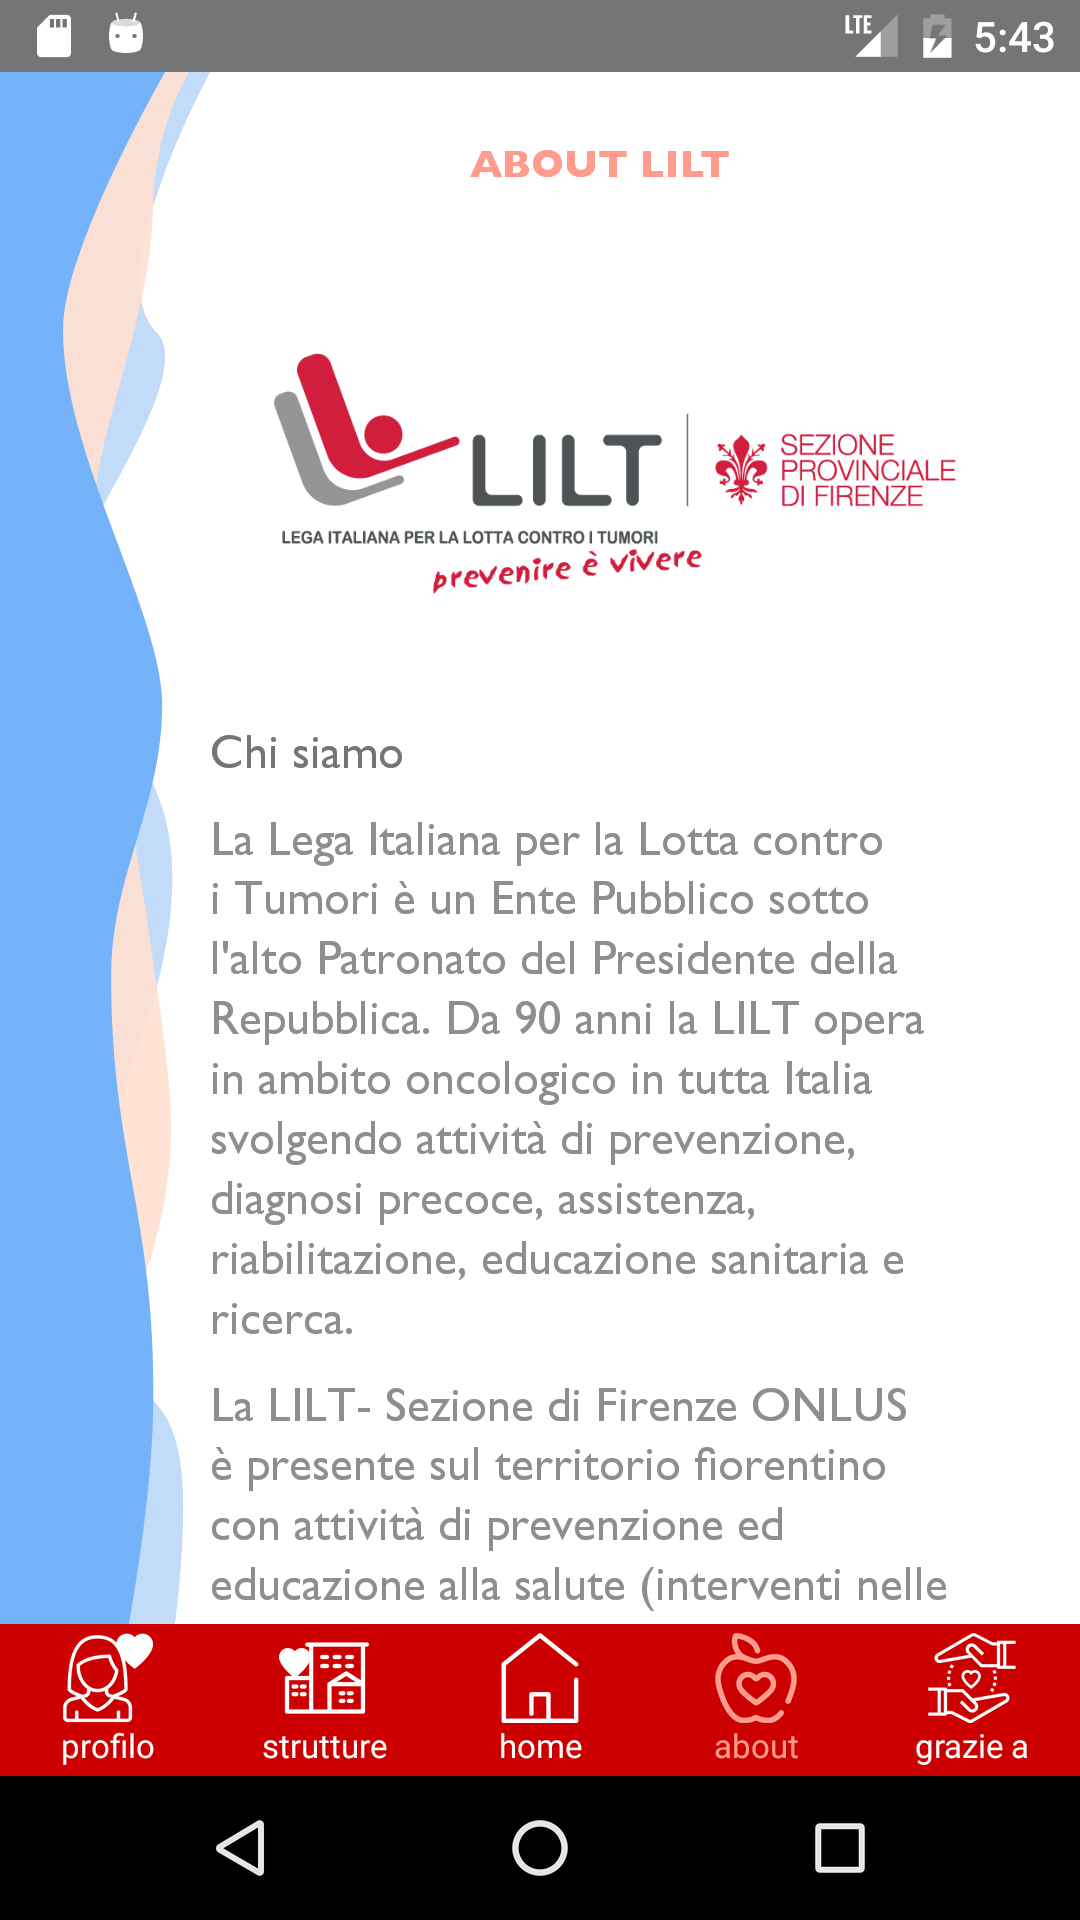 LTE 5:43
ABOUT LILT
LILT
SEZIONE
PROVINCIALE
DI FIRENZE
LEGA ITALIANA PER LA LOTTA CONTRO I TUMORI
prevenire è vivere
Chi siamo
La Lega Italiana per la Lotta contro
i Tumori è un Ente Pubblico sotto
l'alto Patronato del Presidente della
Repubblica. Da 90 anni la LILT opera
in ambito oncologico in tutta Italia
svolgendo attività di prevenzione,
diagnosi precoce, assistenza,
riabilitazione, educazione sanitaria e
ricerca.
La LILT- Sezione di Firenze ONLUS
è presente sul territorio fiorentino
con attività di prevenzione ed
educazione alla salute (interventi nelle
profilo strutture home about grazie a